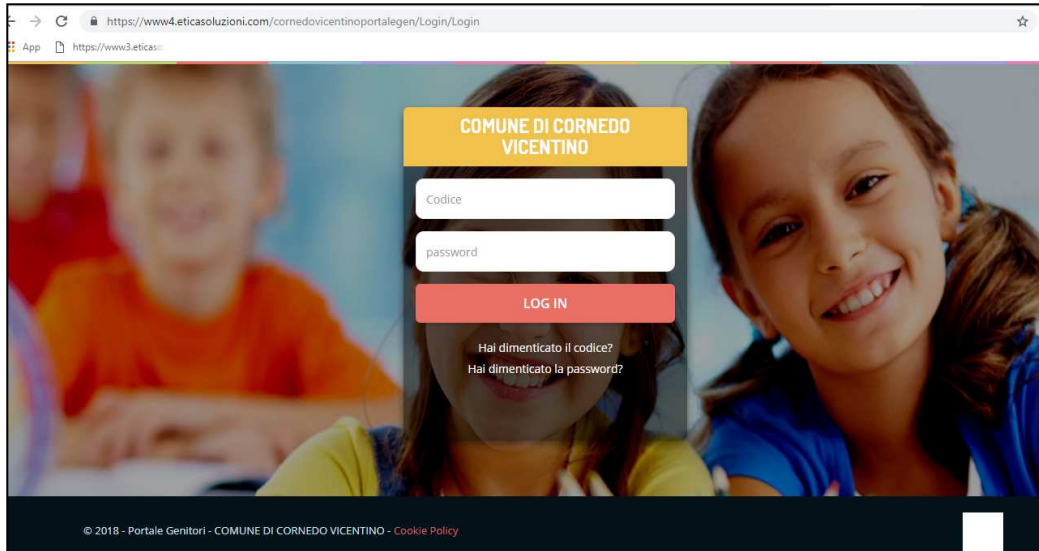 https://www4.eticasoluzioni.com/cornedovicentinoportalegen/Login/Login
App https://www3.eticaso
COMUNE DI CORNEDO
VICENTINO
Codice
password
LOG IN
Hai dimenticato il codice?
Hai dimenticato la password?
© 2018 - Portale Genitori - COMUNE DI CORNEDO VICENTINO - Cookie Policy